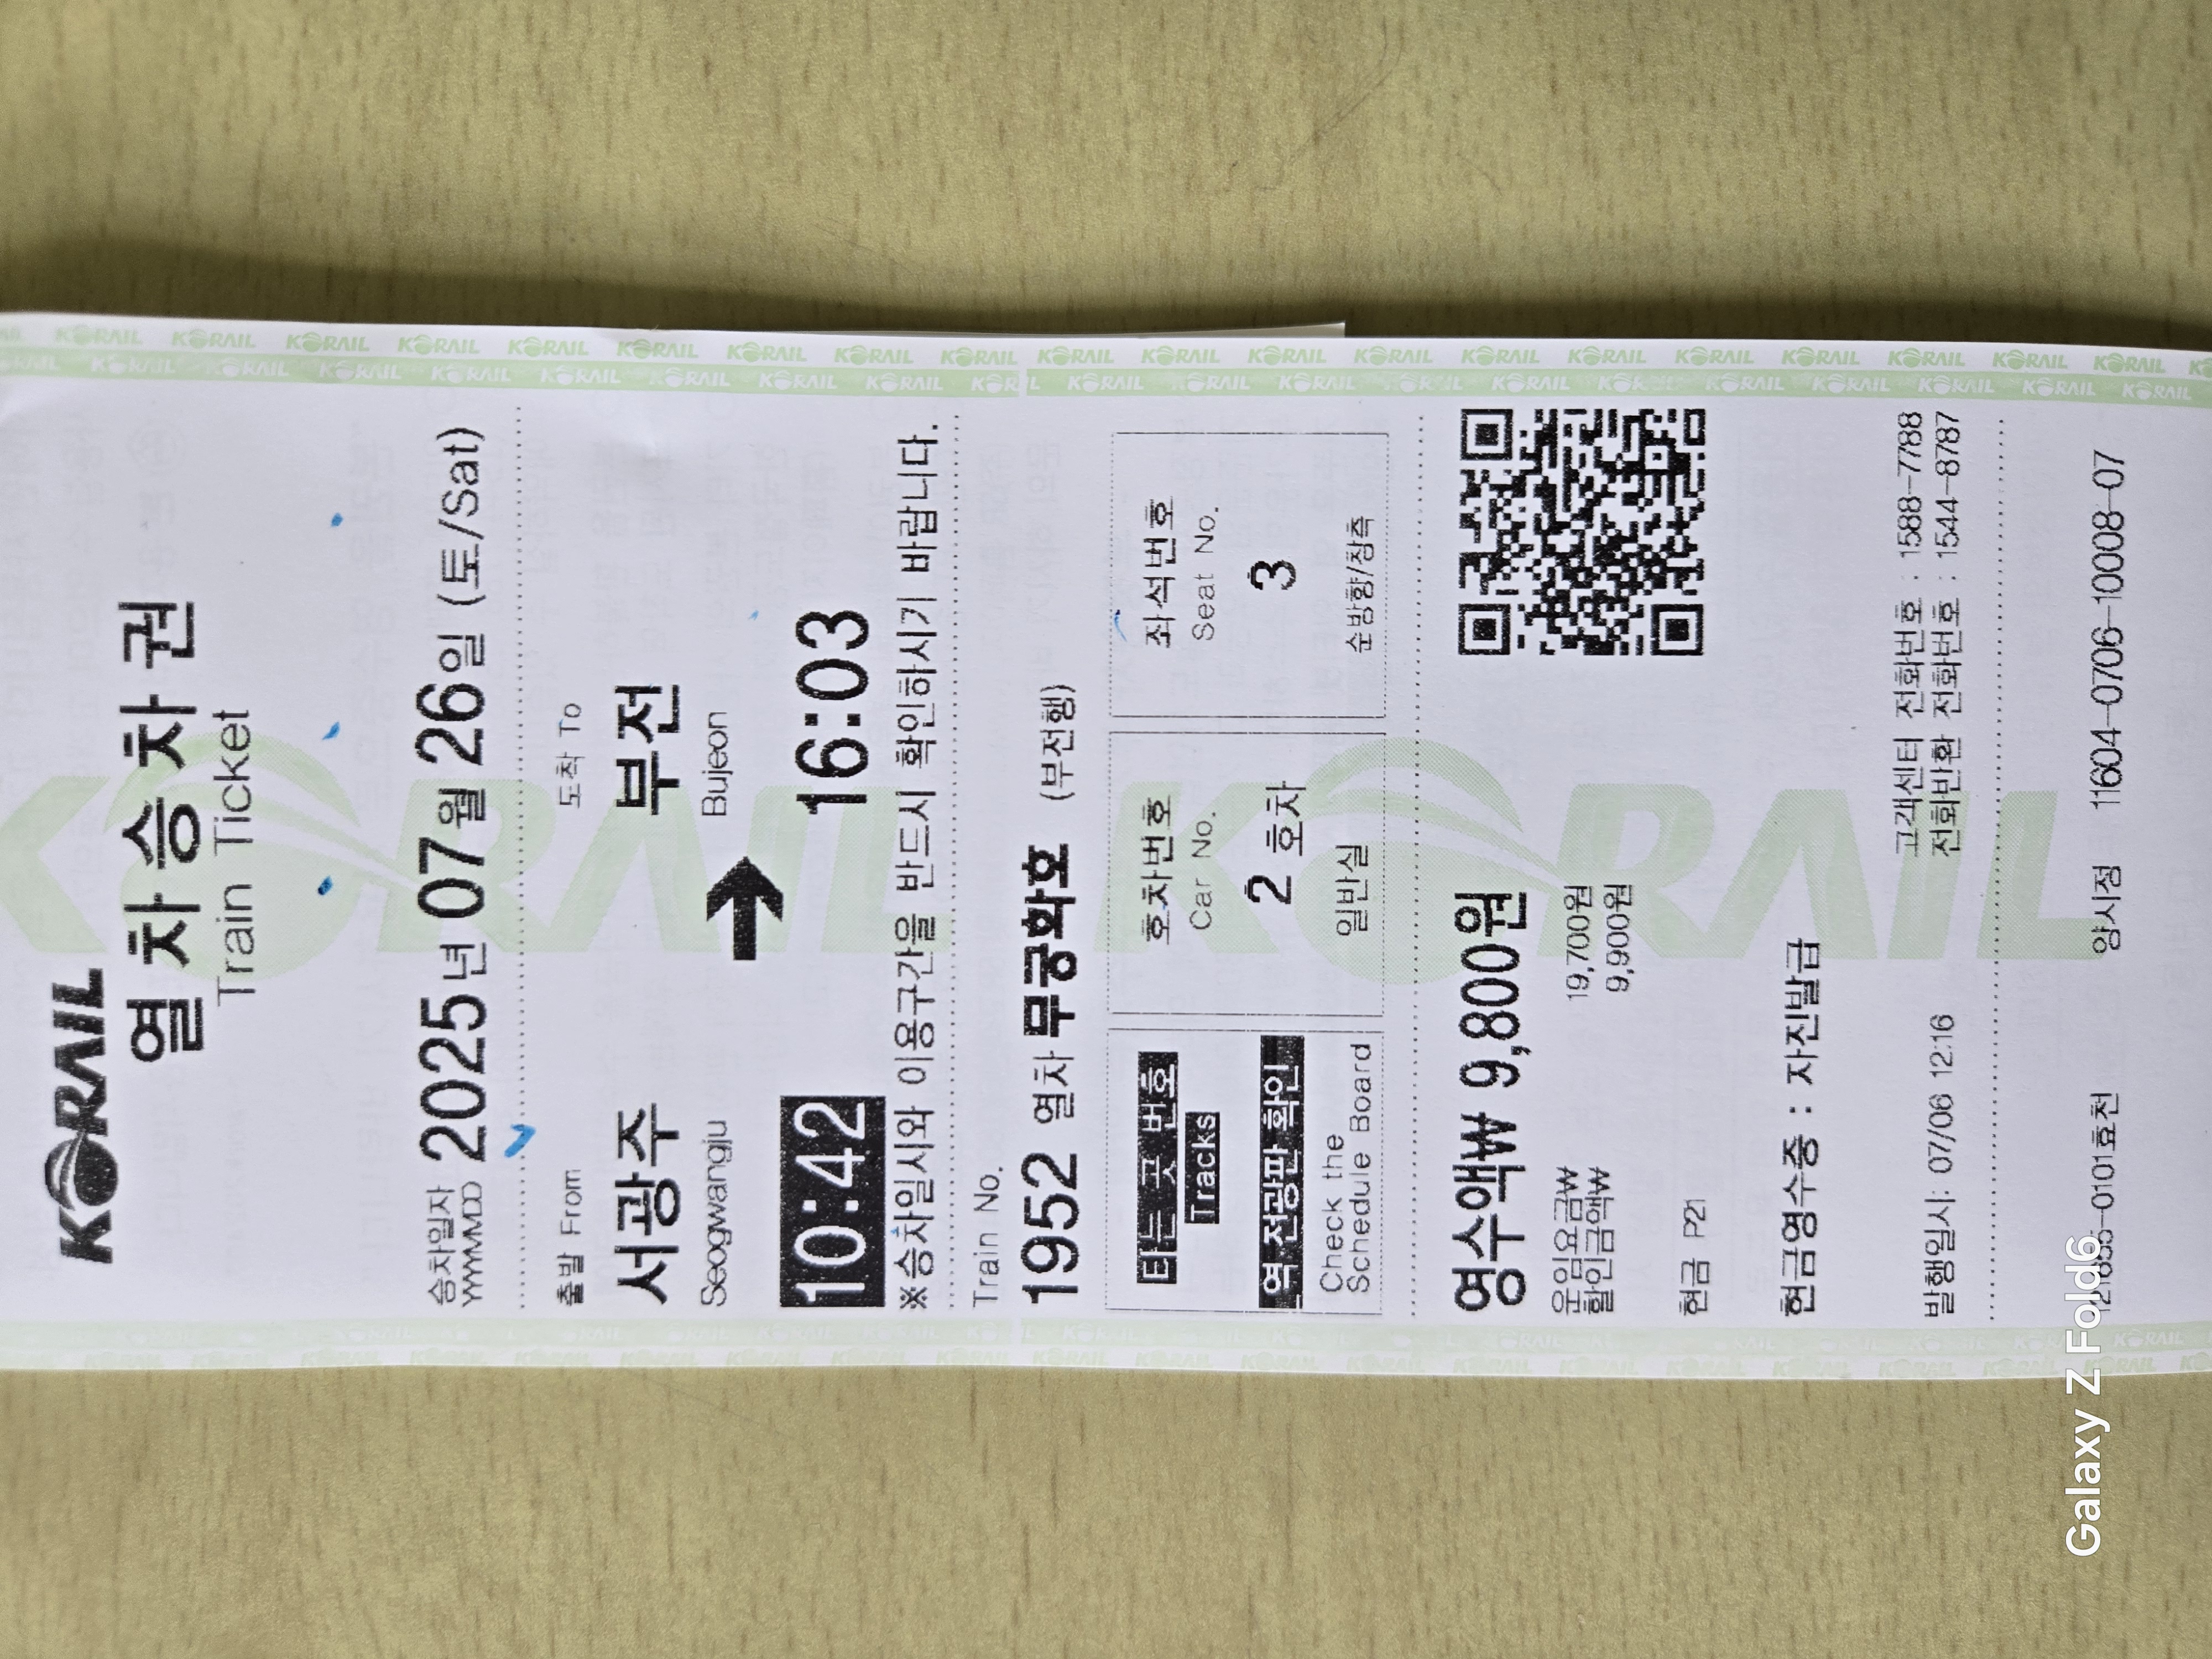 KORAIL
열 차 승 차 권
Train Ticket
승차일자 2025년 07월 26일 (토/Sat)
YYYYMMDD
출발 From 도착 To
서광주 부전
Seogwangju Bujeon
10:42 16:03
※승차일시와 이용구간을 반드시 확인하시기 바랍니다.
Train No.
1952 열차 무궁화호 (부전행)
타는 곳 번호
Tracks
역 전광판 확인
Check the
Schedule Board
호차번호
Car No.
2 호차
일반실
좌석번호
Seat No.
3
순방향/창측
영수액₩ 9,800원
운임요금₩ 19,700원
할인금액₩ 9,900원
현금 P21
현금영수증 : 자진발급
고객센터 전화번호 : 1588-7788
발행일시: 07/06 12:16 전화반환 전화번호 : 1544-8787
-0101효천 11604-0706-10008-07
Galaxy Z Fold6